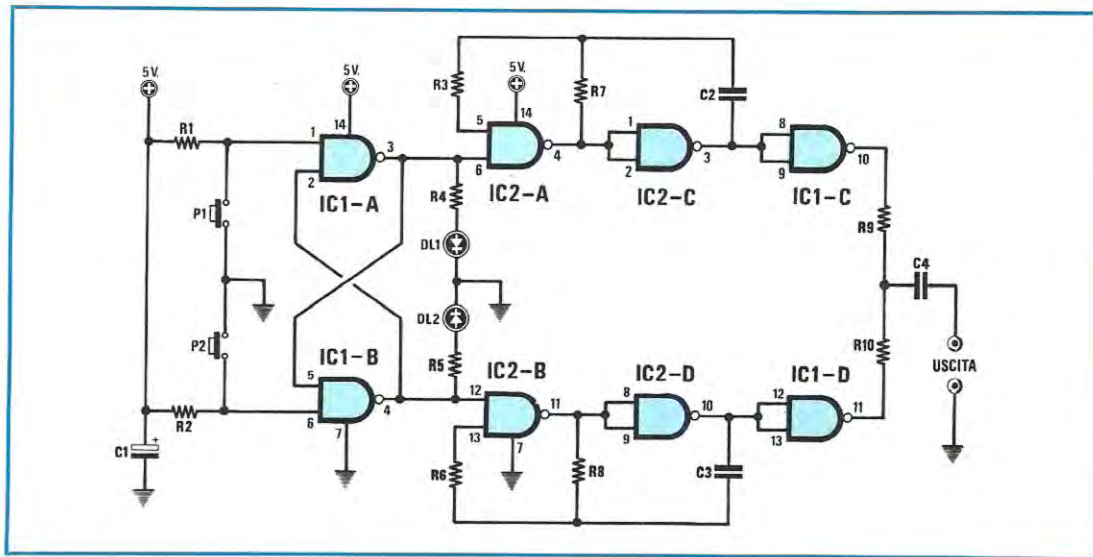 5V.
5V.
5V.
R1
R2
C1
+
P1
P2
14
1
2
3
IC1-A
5
6
4
7
IC1-B
R3
R4
DL1
DL2
R5
R6
14
5
6
4
IC2-A
12
13
11
7
IC2-B
R7
R8
1
2
3
IC2-C
8
9
10
IC2-D
C2
C3
8
9
10
IC1-C
12
13
11
IC1-D
R9
R10
C4
USCITA